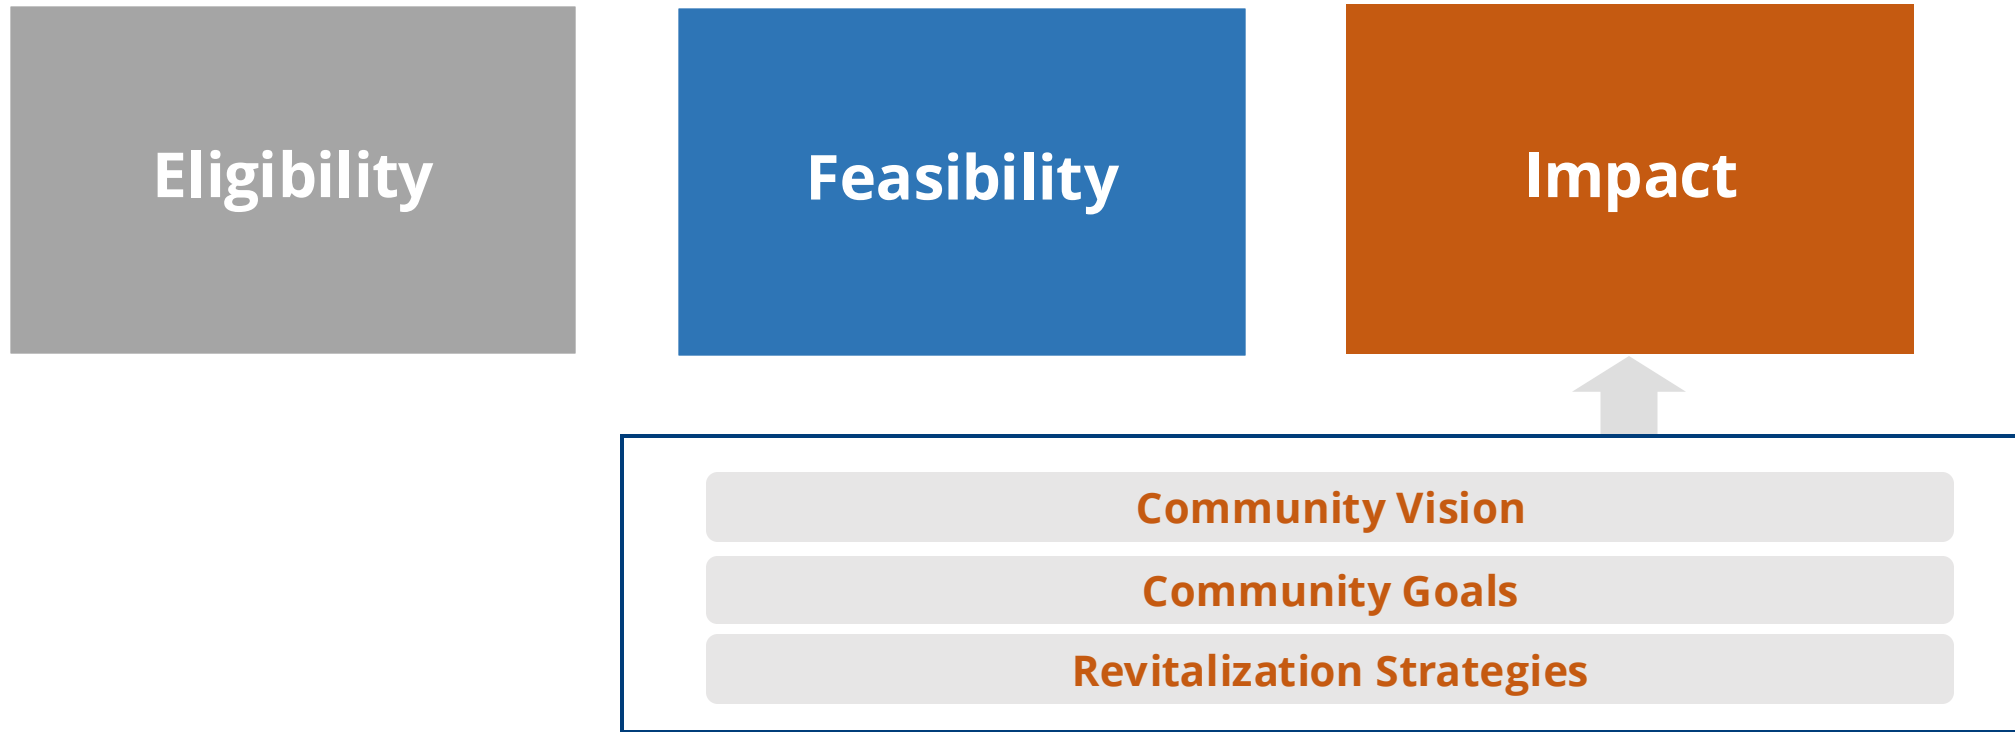 Eligibility
Feasibility
Impact
Community Vision
Community Goals
Revitalization Strategies